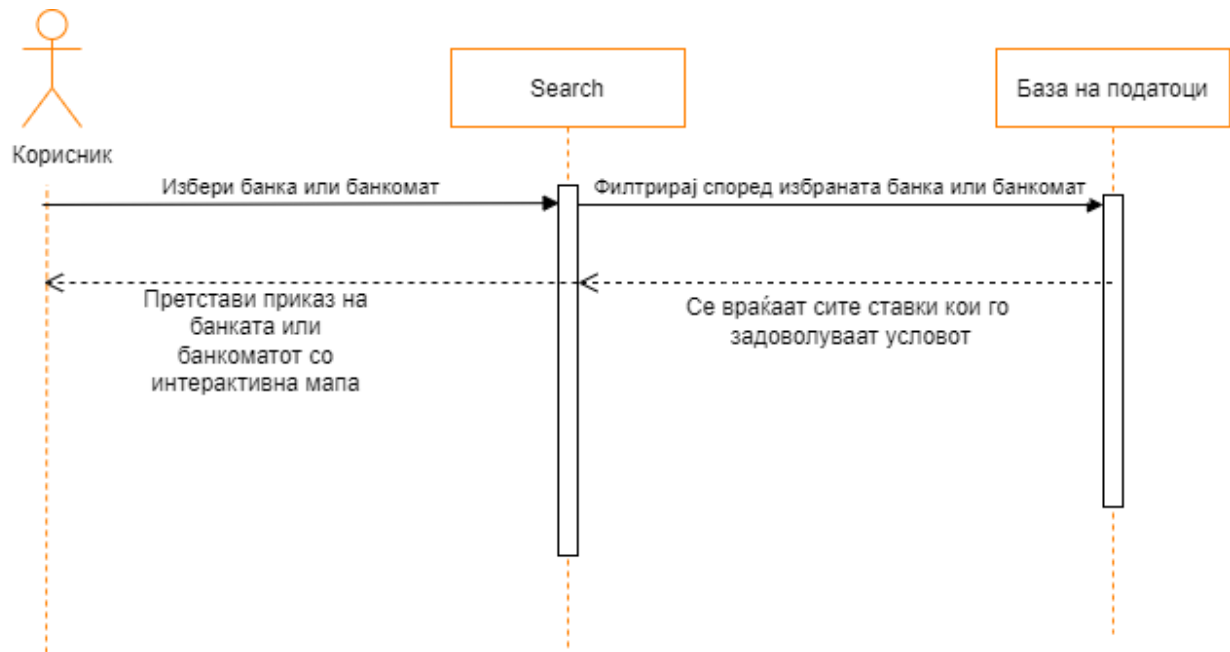 Search
База на податоци
Корисник
Избери банка или банкомат
Филтрирај според избраната банка или банкомат
Претстави приказ на
банката или
банкоматот со
интерактивна мапа
Се враќаат сите ставки кои го
задоволуваат условот